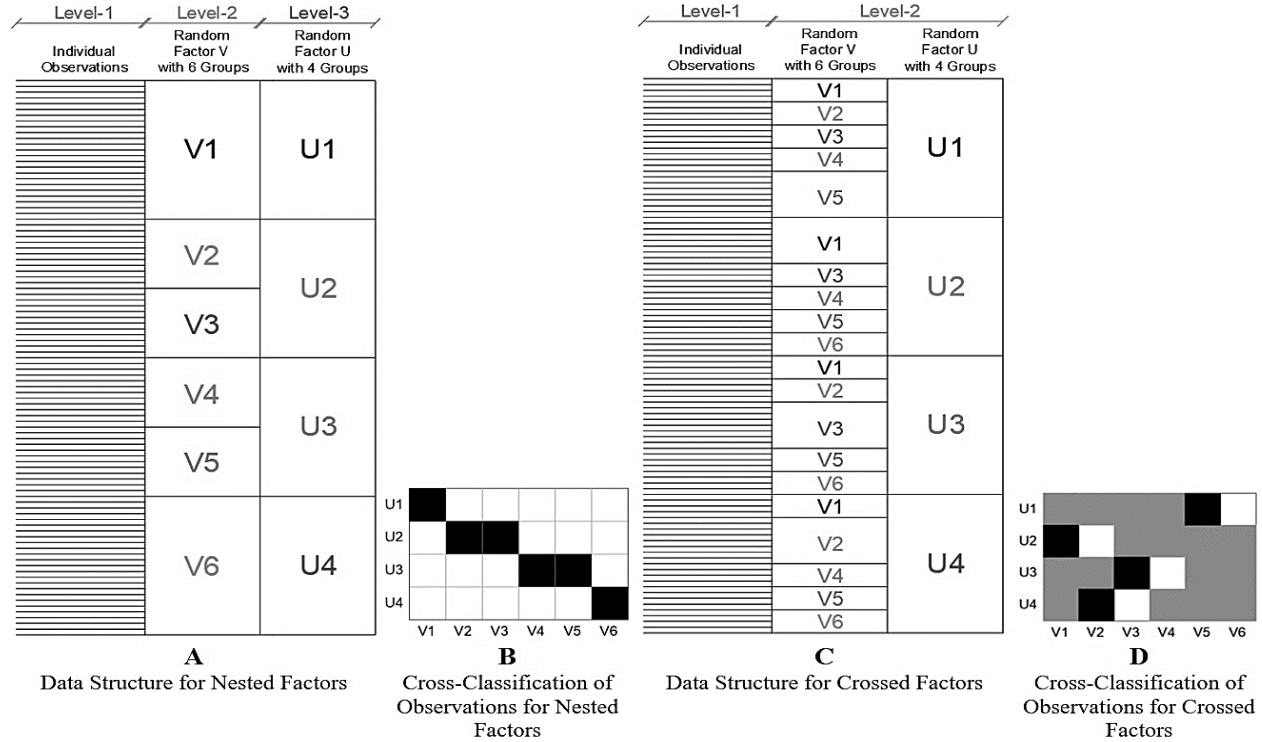 Level-1 Level-2 Level-3
Individual Observations
Random Factor V with 6 Groups
Random Factor U with 4 Groups
V1
V2
V3
V4
V5
V6
U1
U2
U3
U4
A
Data Structure for Nested Factors
U1
U2
U3
U4
V1 V2 V3 V4 V5 V6
B
Cross-Classification of
Observations for Nested
Factors
Level-1 Level-2
Individual Observations
Random Factor V with 6 Groups
Random Factor U with 4 Groups
V1
V2
V3
V4
V5
U1
V1
V3
V4
V5
V6
U2
V1
V2
V3
V5
V6
U3
V1
V2
V4
V5
V6
U4
C
Data Structure for Crossed Factors
U1
U2
U3
U4
V1 V2 V3 V4 V5 V6
D
Cross-Classification of
Observations for Crossed
Factors